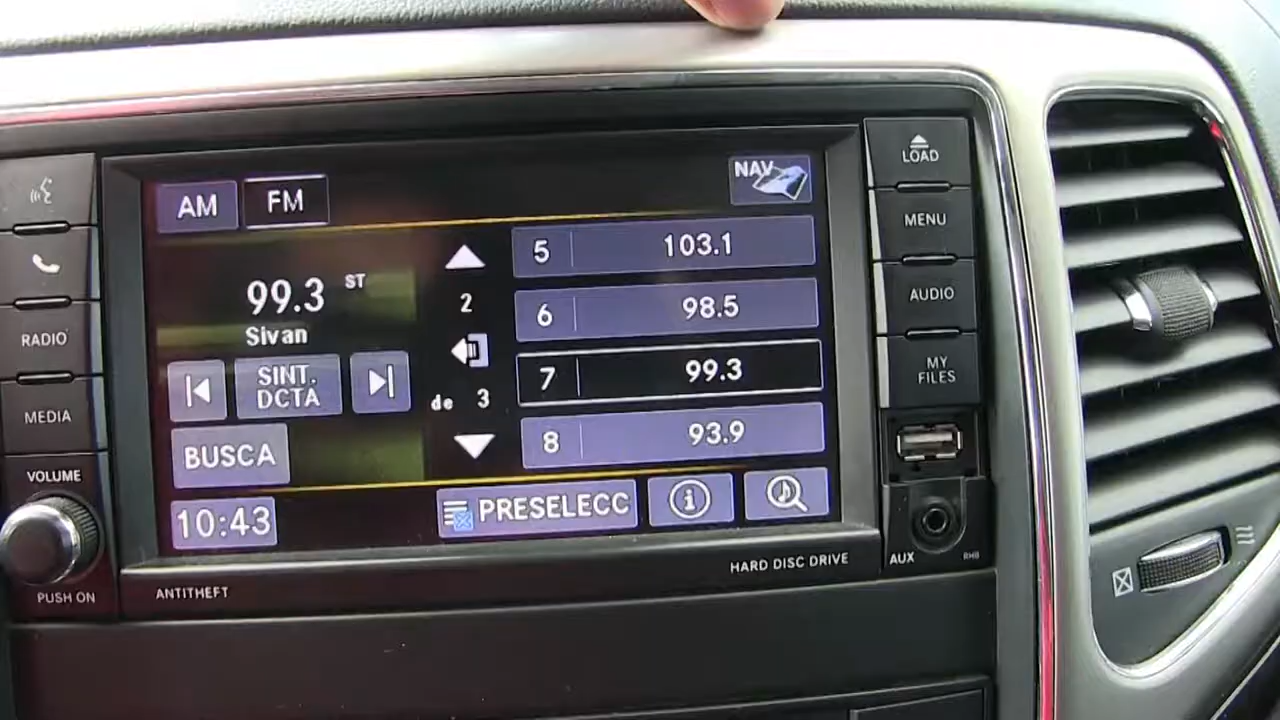 AM FM NAV
99.3 ST
Sivan
SINT.
DCTA
BUSCA
10:43
2
de 3
5 103.1
6 98.5
7 99.3
8 93.9
PRESELECC
i
RADIO
MEDIA
VOLUME
PUSH ON
ANTITHEFT
HARD DISC DRIVE
LOAD
MENU
AUDIO
MY
FILES
AUX RHB